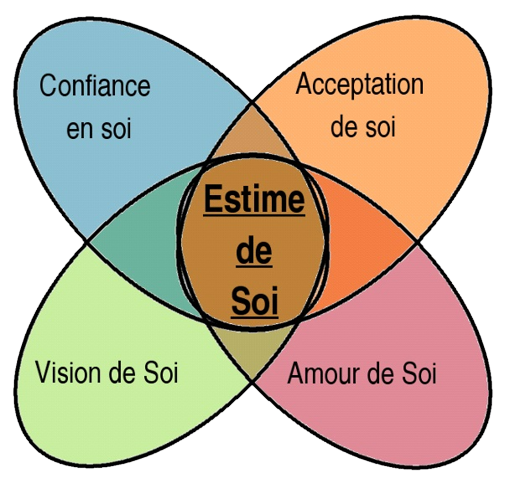 Confiance
en soi
Acceptation
de soi
Estime
de
Soi
Vision de Soi
Amour de Soi